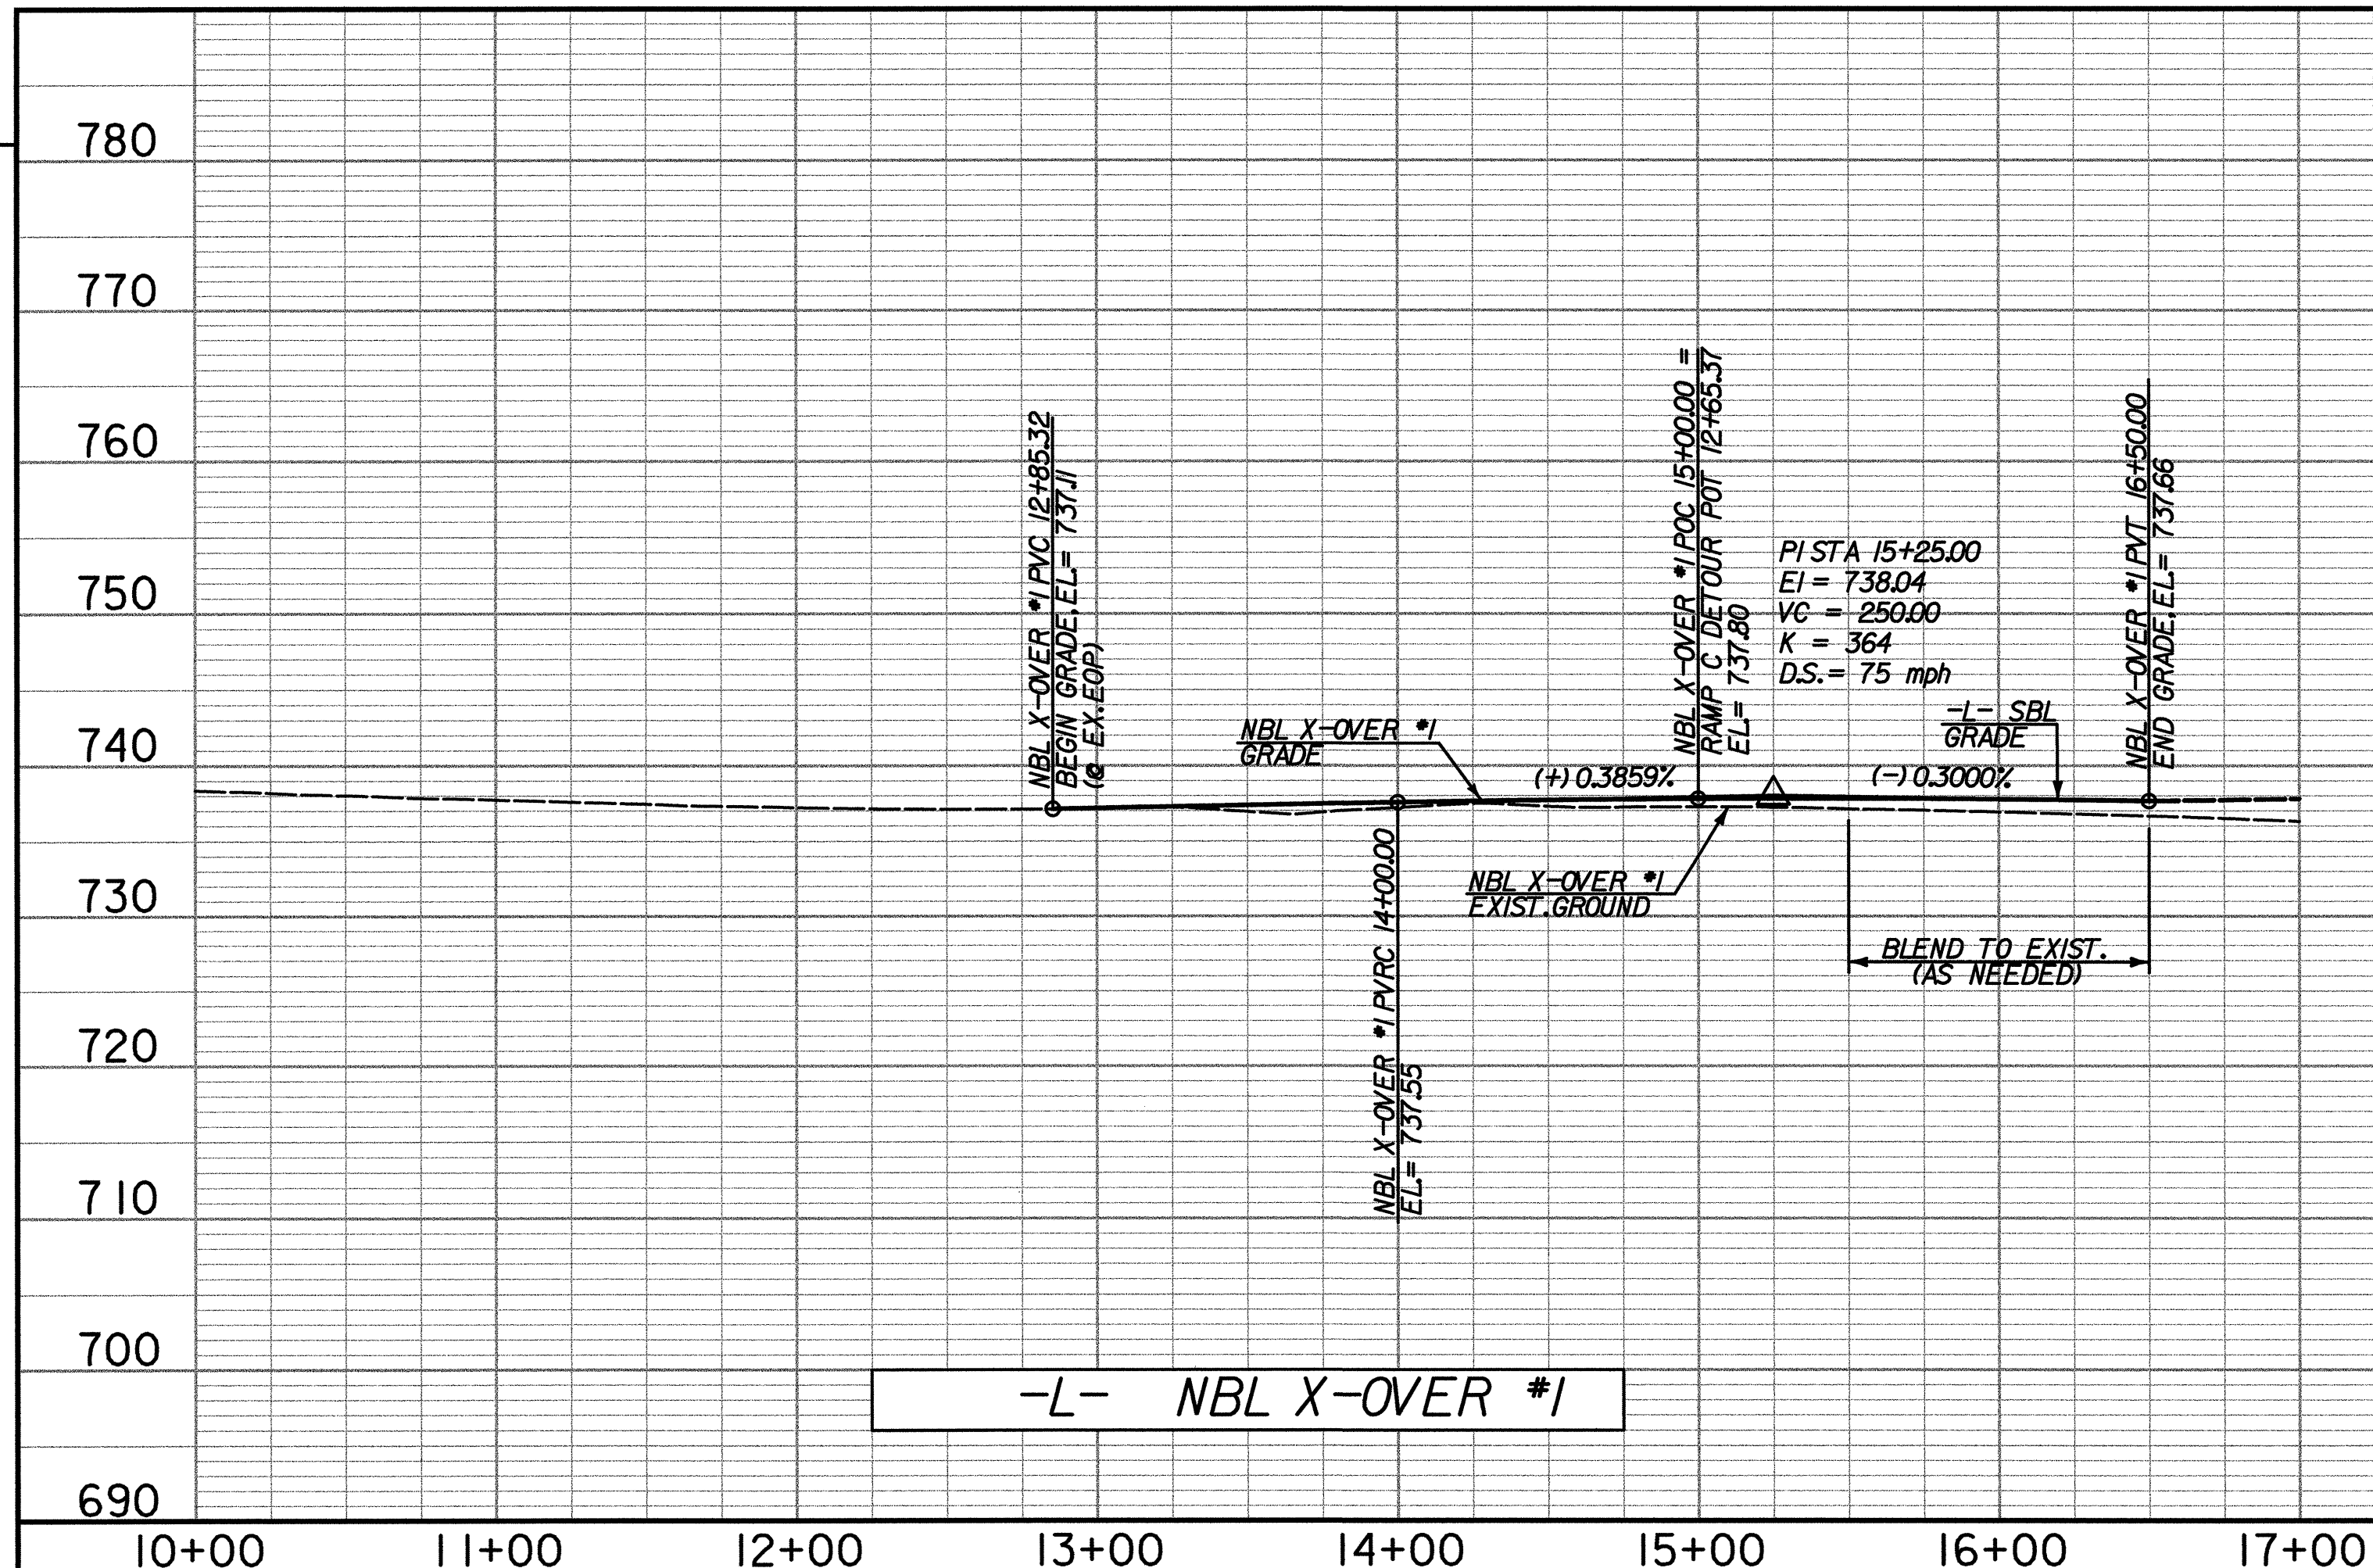 780
770
760
750
740
730
720
710
700
690
NBL X-OVER #1 PVC 12+85.32
BEGIN GRADE, EL.= 737.11
(@ EX. EOP)
NBL X-OVER #1
GRADE
NBL X-OVER #1 PVRC 14+00.00
EL.= 737.55
NBL X-OVER #1 POC 15+00.00 =
RAMP C DETOUR POT 12+65.37
EL.= 737.80
(+) 0.3859%
PI STA 15+25.00
El = 738.04
VC = 250.00
K = 364
D.S. = 75 mph
(-) 0.3000%
-L- SBL
GRADE
NBL X-OVER #1 PVT 16+50.00
END GRADE, EL.= 737.66
NBL X-OVER #1
EXIST. GROUND
BLEND TO EXIST.
(AS NEEDED)
-L- NBL X-OVER #1
10+00 11+00 12+00 13+00 14+00 15+00 16+00 17+00